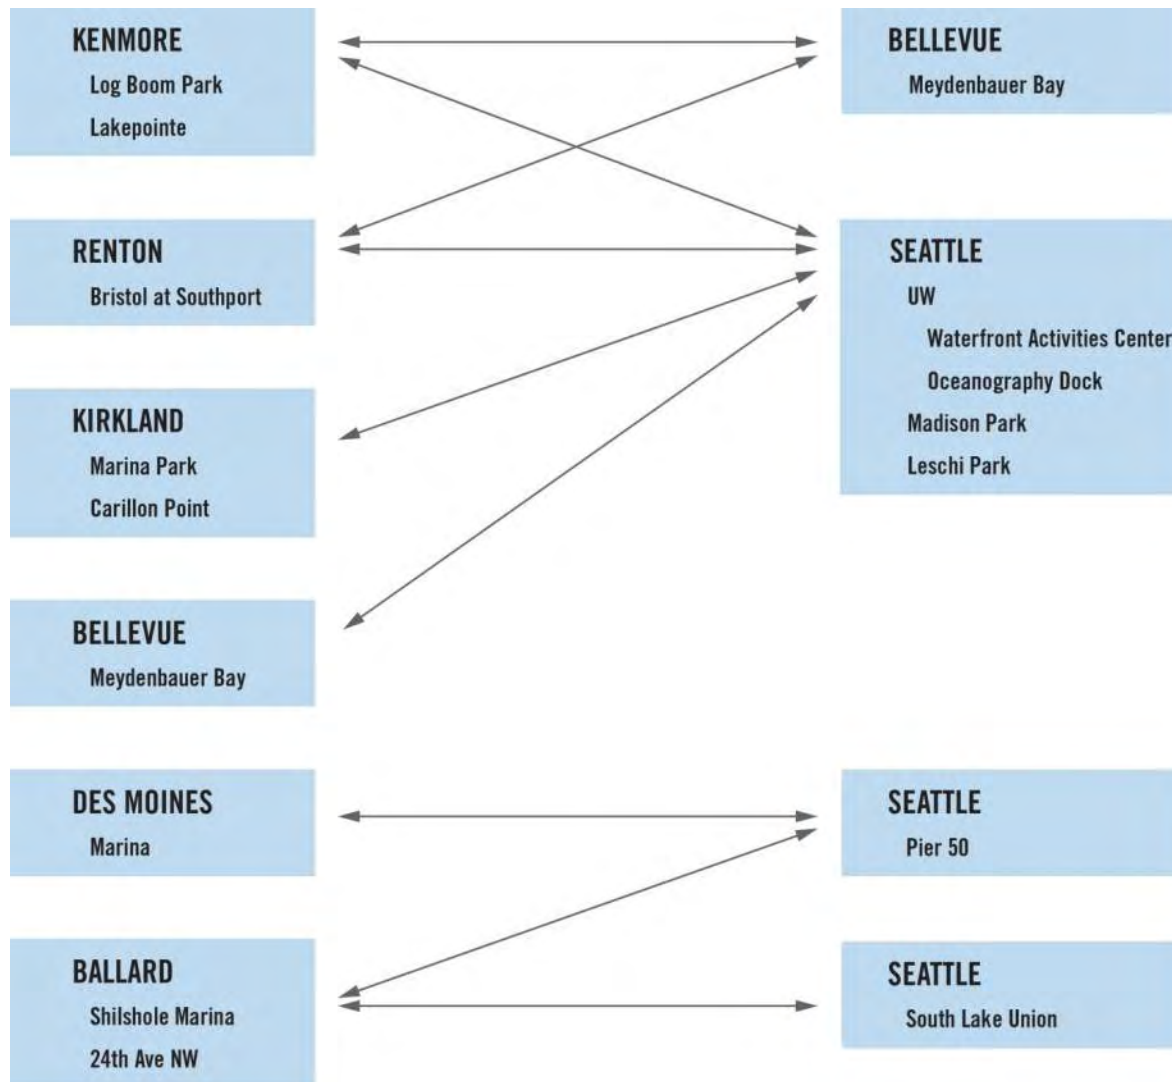 KENMORE
Log Boom Park
Lakepointe
BELLEVUE
Meydenbauer Bay
RENTON
Bristol at Southport
SEATTLE
UW
Waterfront Activities Center
Oceanography Dock
Madison Park
Leschi Park
KIRKLAND
Marina Park
Carillon Point
BELLEVUE
Meydenbauer Bay
DES MOINES
Marina
SEATTLE
Pier 50
BALLARD
Shilshole Marina
24th Ave NW
SEATTLE
South Lake Union